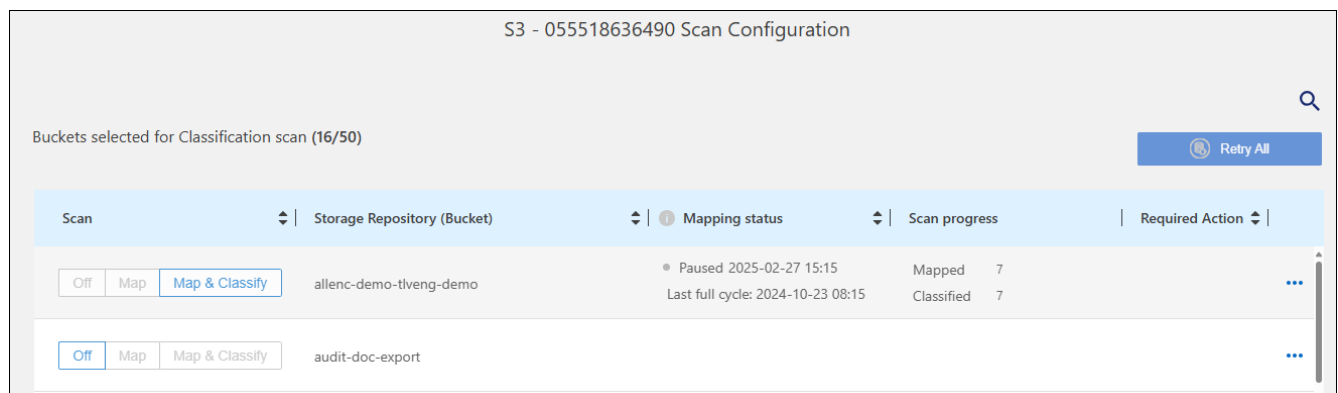 S3 - 055518636490 Scan Configuration
Buckets selected for Classification scan (16/50)
Retry All
Scan Storage Repository (Bucket) Mapping status Scan progress Required Action
Off Map Map & Classify allenc-demo-tlveng-demo Paused 2025-02-27 15:15 Mapped 7
Last full cycle: 2024-10-23 08:15 Classified 7
Off Map Map & Classify audit-doc-export